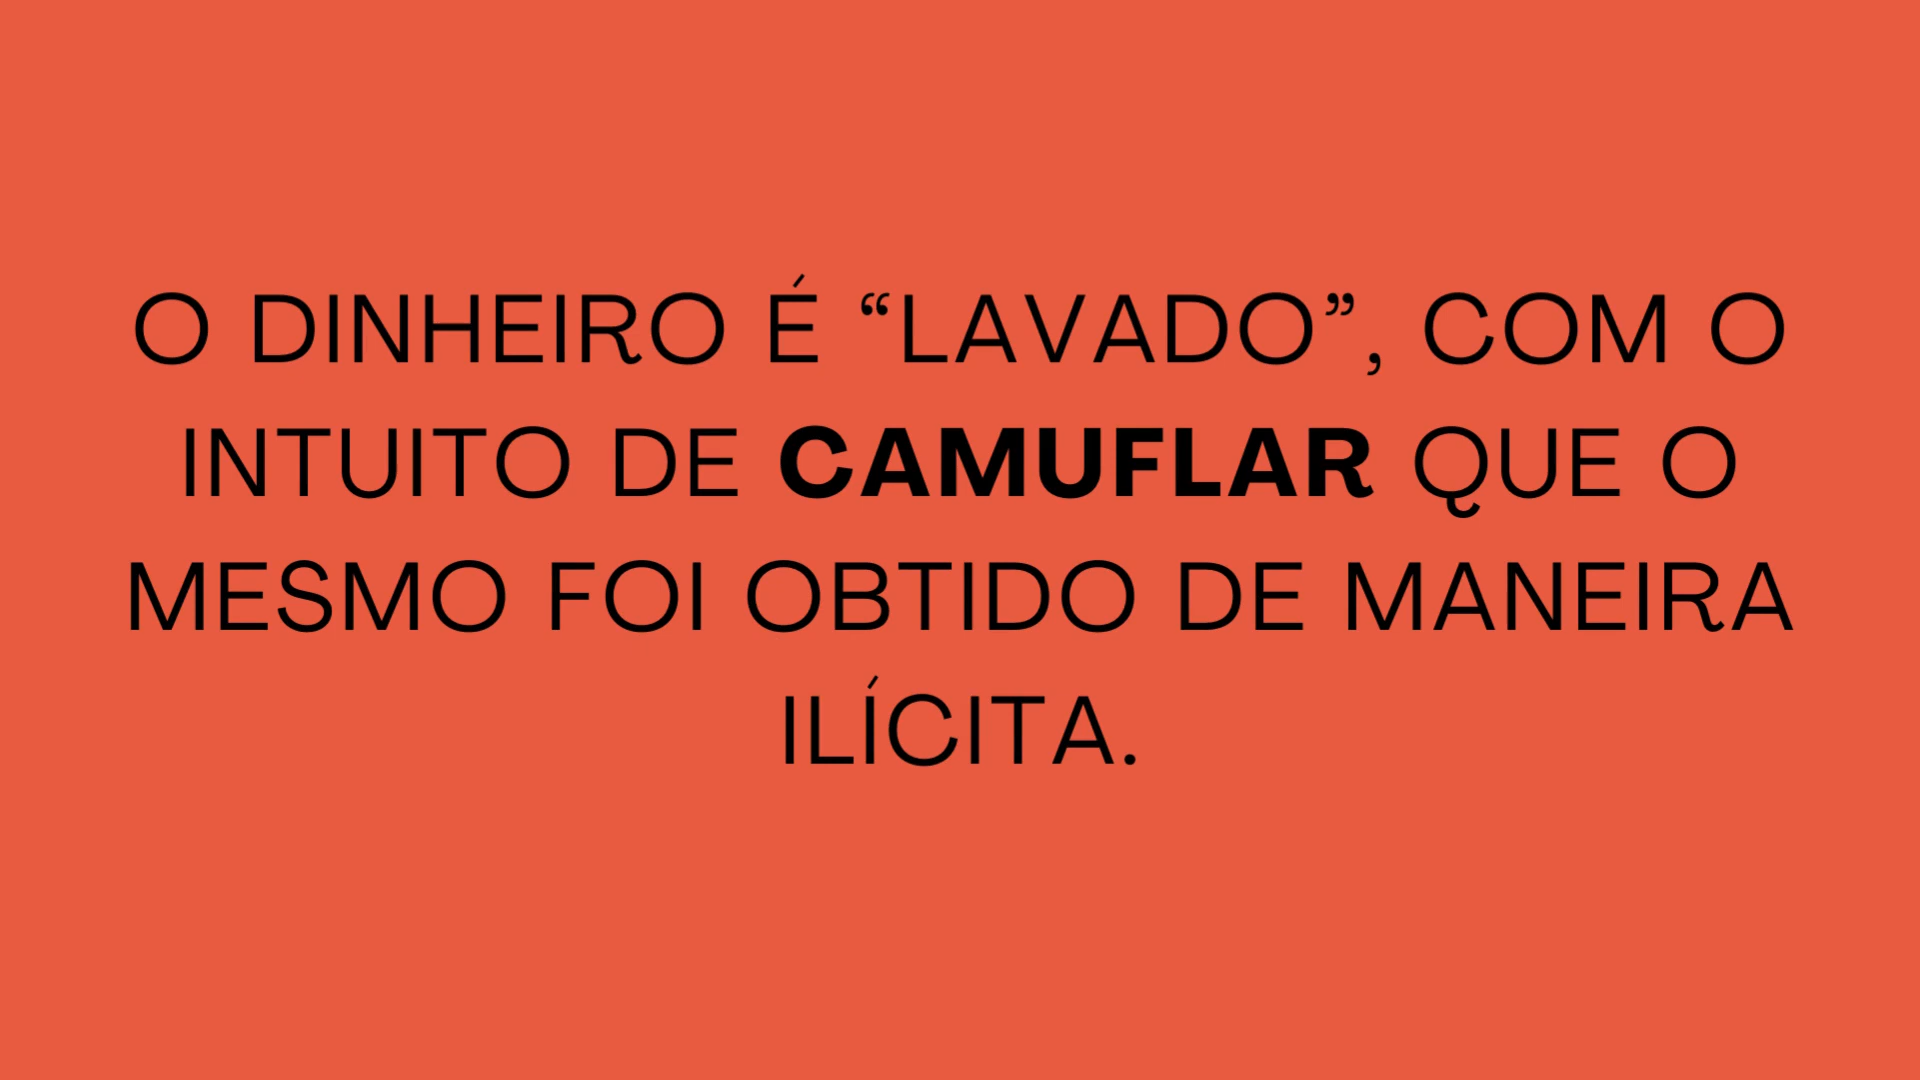 O DINHEIRO É “LAVADO”, COM O
INTUITO DE CAMUFLAR QUE O
MESMO FOI OBTIDO DE MANEIRA
ILÍCITA.